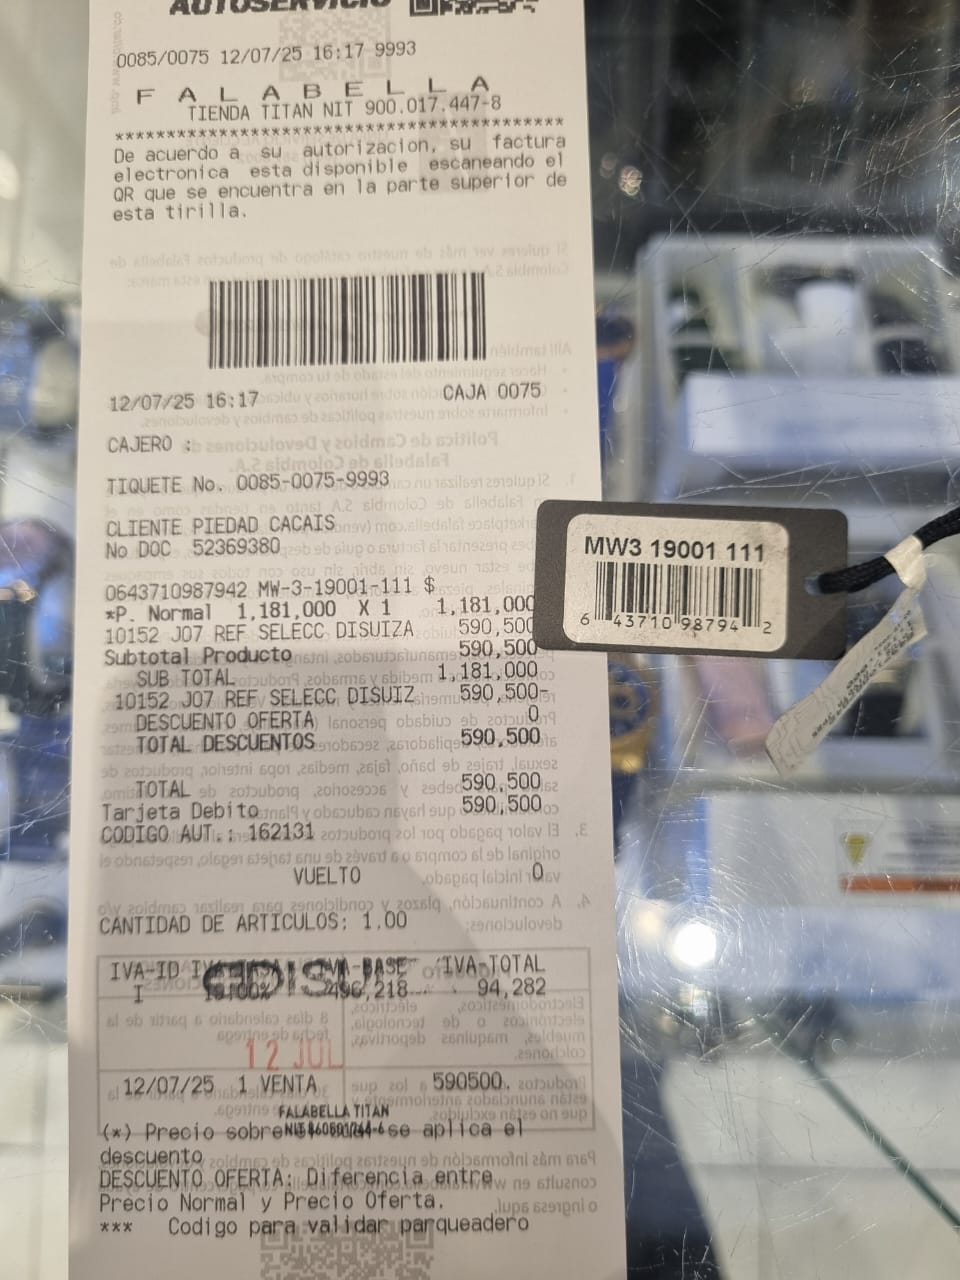 AUTOSERVICIO
0085/0075 12/07/25 16:17 9993
F A L A B E L L A
TIENDA TITAN NIT 900.017.447-8
******************************************
De acuerdo a su autorizacion, su factura
electronica esta disponible escaneando el
QR que se encuentra en la parte superior de
esta tirilla.
12/07/25 16:17 CAJA 0075
CAJERO :
TIQUETE No. 0085-0075-9993
CLIENTE PIEDAD CACAIS
No DOC 52369380
0643710987942 MW-3-19001-111 $
*P. Normal 1,181,000 X 1 1,181,000
10152 J07 REF SELECC DISUIZA 590,500
Subtotal Producto 590,500
SUB TOTAL 1,181,000
10152 J07 REF SELECC DISUIZ 590,500-
DESCUENTO OFERTA 0
TOTAL DESCUENTOS 590,500
TOTAL 590,500
Tarjeta Debito 590,500
CODIGO AUT.: 162131
VUELTO 0
CANTIDAD DE ARTICULOS: 1.00
IVA-ID IVA-BASE IVA-TOTAL
I 496,218 94,282
12 JUL
12/07/25 1 VENTA 590500.
FALABELLA TITAN
(*) Precio sobre se aplica el
descuento
DESCUENTO OFERTA: Diferencia entre
Precio Normal y Precio Oferta.
*** Codigo para validar parqueadero
MW3 19001 111
6 43710 98794 2